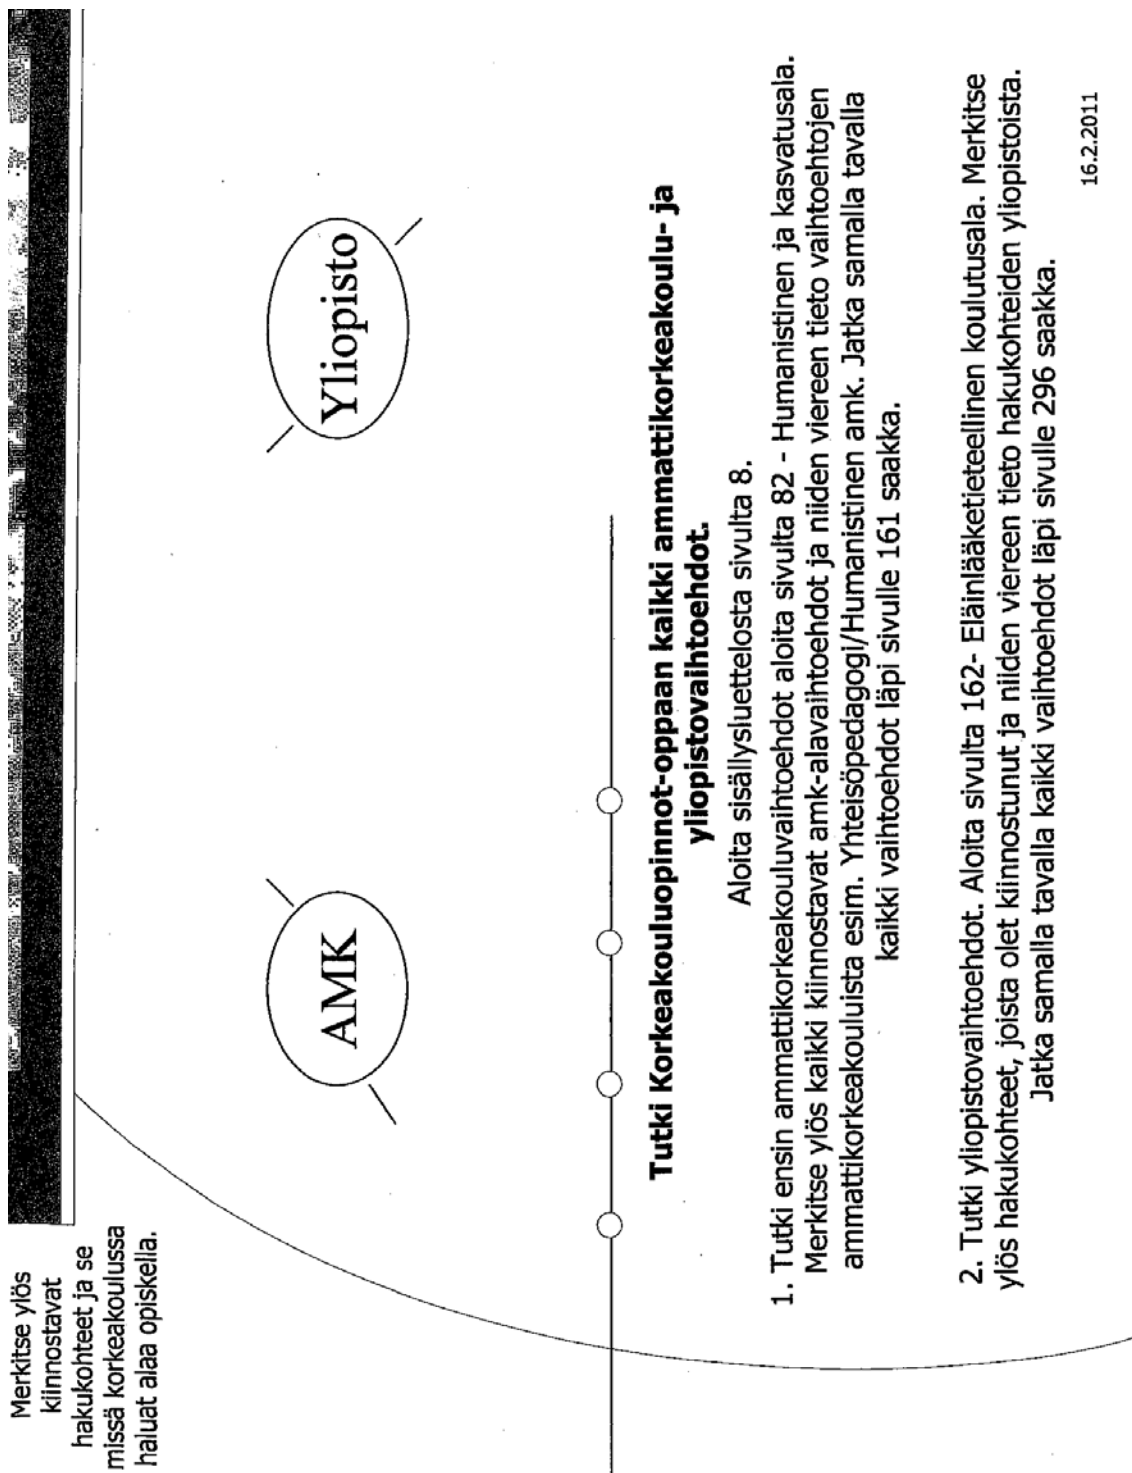 Merkitse ylös
kiinnostavat
hakukohteet ja se
missä korkeakoulussa
haluat alaa opiskella.
AMK
Yliopisto
Tutki Korkeakouluopinnot-oppaan kaikki ammattikorkeakoulu- ja
yliopistovaihtoehdot.
Aloita sisällysluettelosta sivulta 8.
1. Tutki ensin ammattikorkeakouluvaihtoehdot aloita sivulta 82 - Humanistinen ja kasvatusala.
Merkitse ylös kaikki kiinnostavat amk-alavaihtoehdot ja niiden viereen tieto vaihtoehtojen
ammattikorkeakouluista esim. Yhteisöpedagogi/Humanistinen amk. Jatka samalla tavalla
kaikki vaihtoehdot läpi sivulle 161 saakka.
2. Tutki yliopistovaihtoehdot. Aloita sivulta 162- Eläinlääketieteellinen koulutusala. Merkitse
ylös hakukohteet, joista olet kiinnostunut ja niiden viereen tieto hakukohteiden yliopistoista.
Jatka samalla tavalla kaikki vaihtoehdot läpi sivulle 296 saakka.
16.2.2011